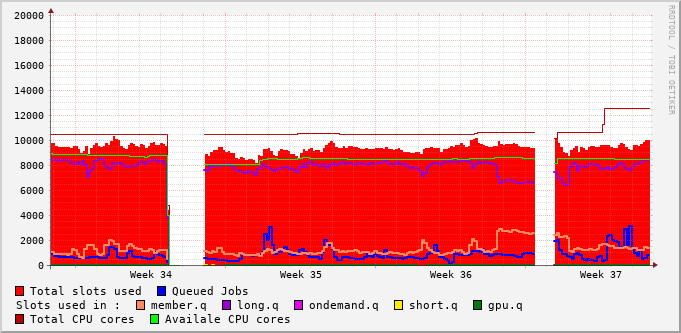 20000
18000
16000
14000
12000
10000
8000
6000
4000
2000
0
Week 34 Week 35 Week 36 Week 37
RRDTOOL / TOBI OETIKER
Total slots used Queued Jobs
Slots used in : member.q long.q ondemand.q short.q gpu.q
Total CPU cores Availale CPU cores